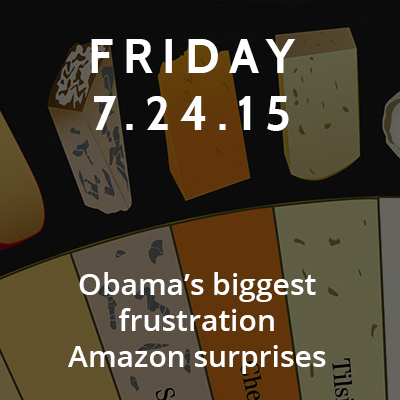 FRIDAY
7.24.15
Obama’s biggest
frustration
Amazon surprises